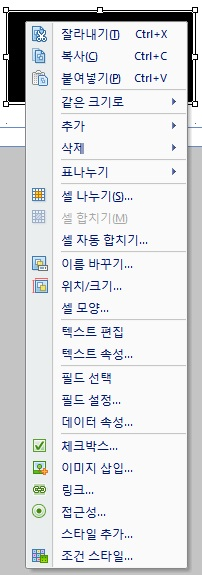 잘라내기(T) Ctrl+X
복사(C) Ctrl+C
붙여넣기(P) Ctrl+V
같은 크기로
추가
삭제
표나누기
셀 나누기(S)...
셀 합치기(M)
셀 자동 합치기...
이름 바꾸기...
위치/크기...
셀 모양...
텍스트 편집
텍스트 속성...
필드 선택
필드 설정...
데이터 속성...
체크박스...
이미지 삽입...
링크...
접근성...
스타일 추가...
조건 스타일...